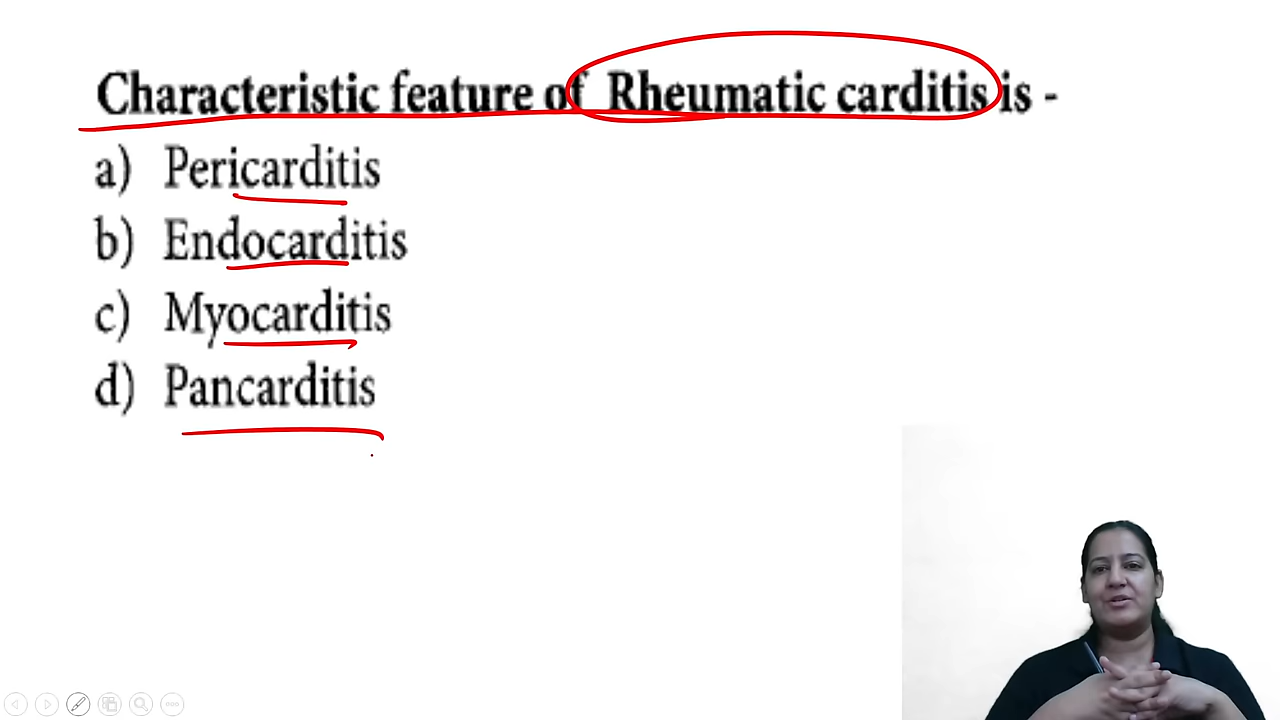 Characteristic feature of Rheumatic carditis is -
a) Pericarditis
b) Endocarditis
c) Myocarditis
d) Pancarditis